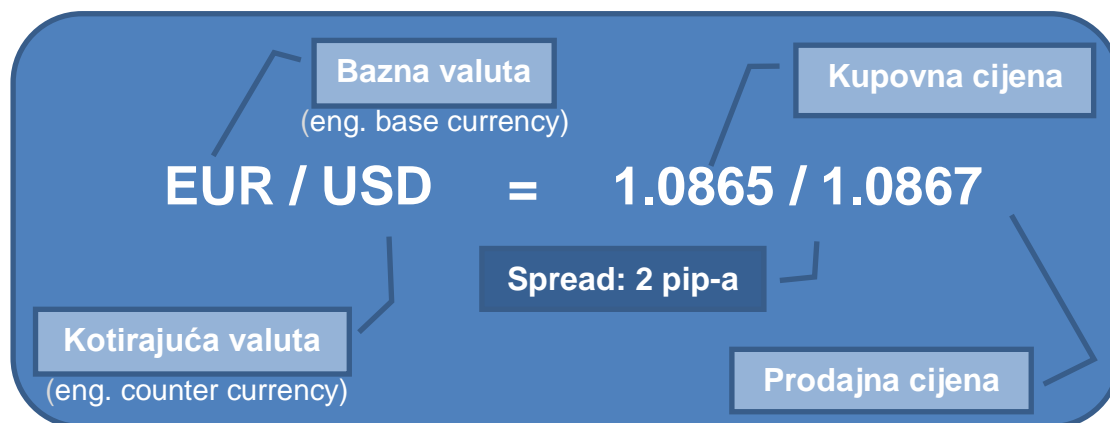 Bazna valuta
(eng. base currency)
Kupovna cijena
EUR / USD = 1.0865 / 1.0867
Spread: 2 pip-a
Kotirajuća valuta
(eng. counter currency)
Prodajna cijena